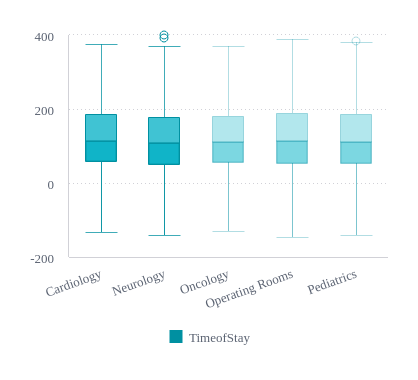 400
200
0
-200
Cardiology
Neurology
Oncology
Operating Rooms
Pediatrics
TimeofStay